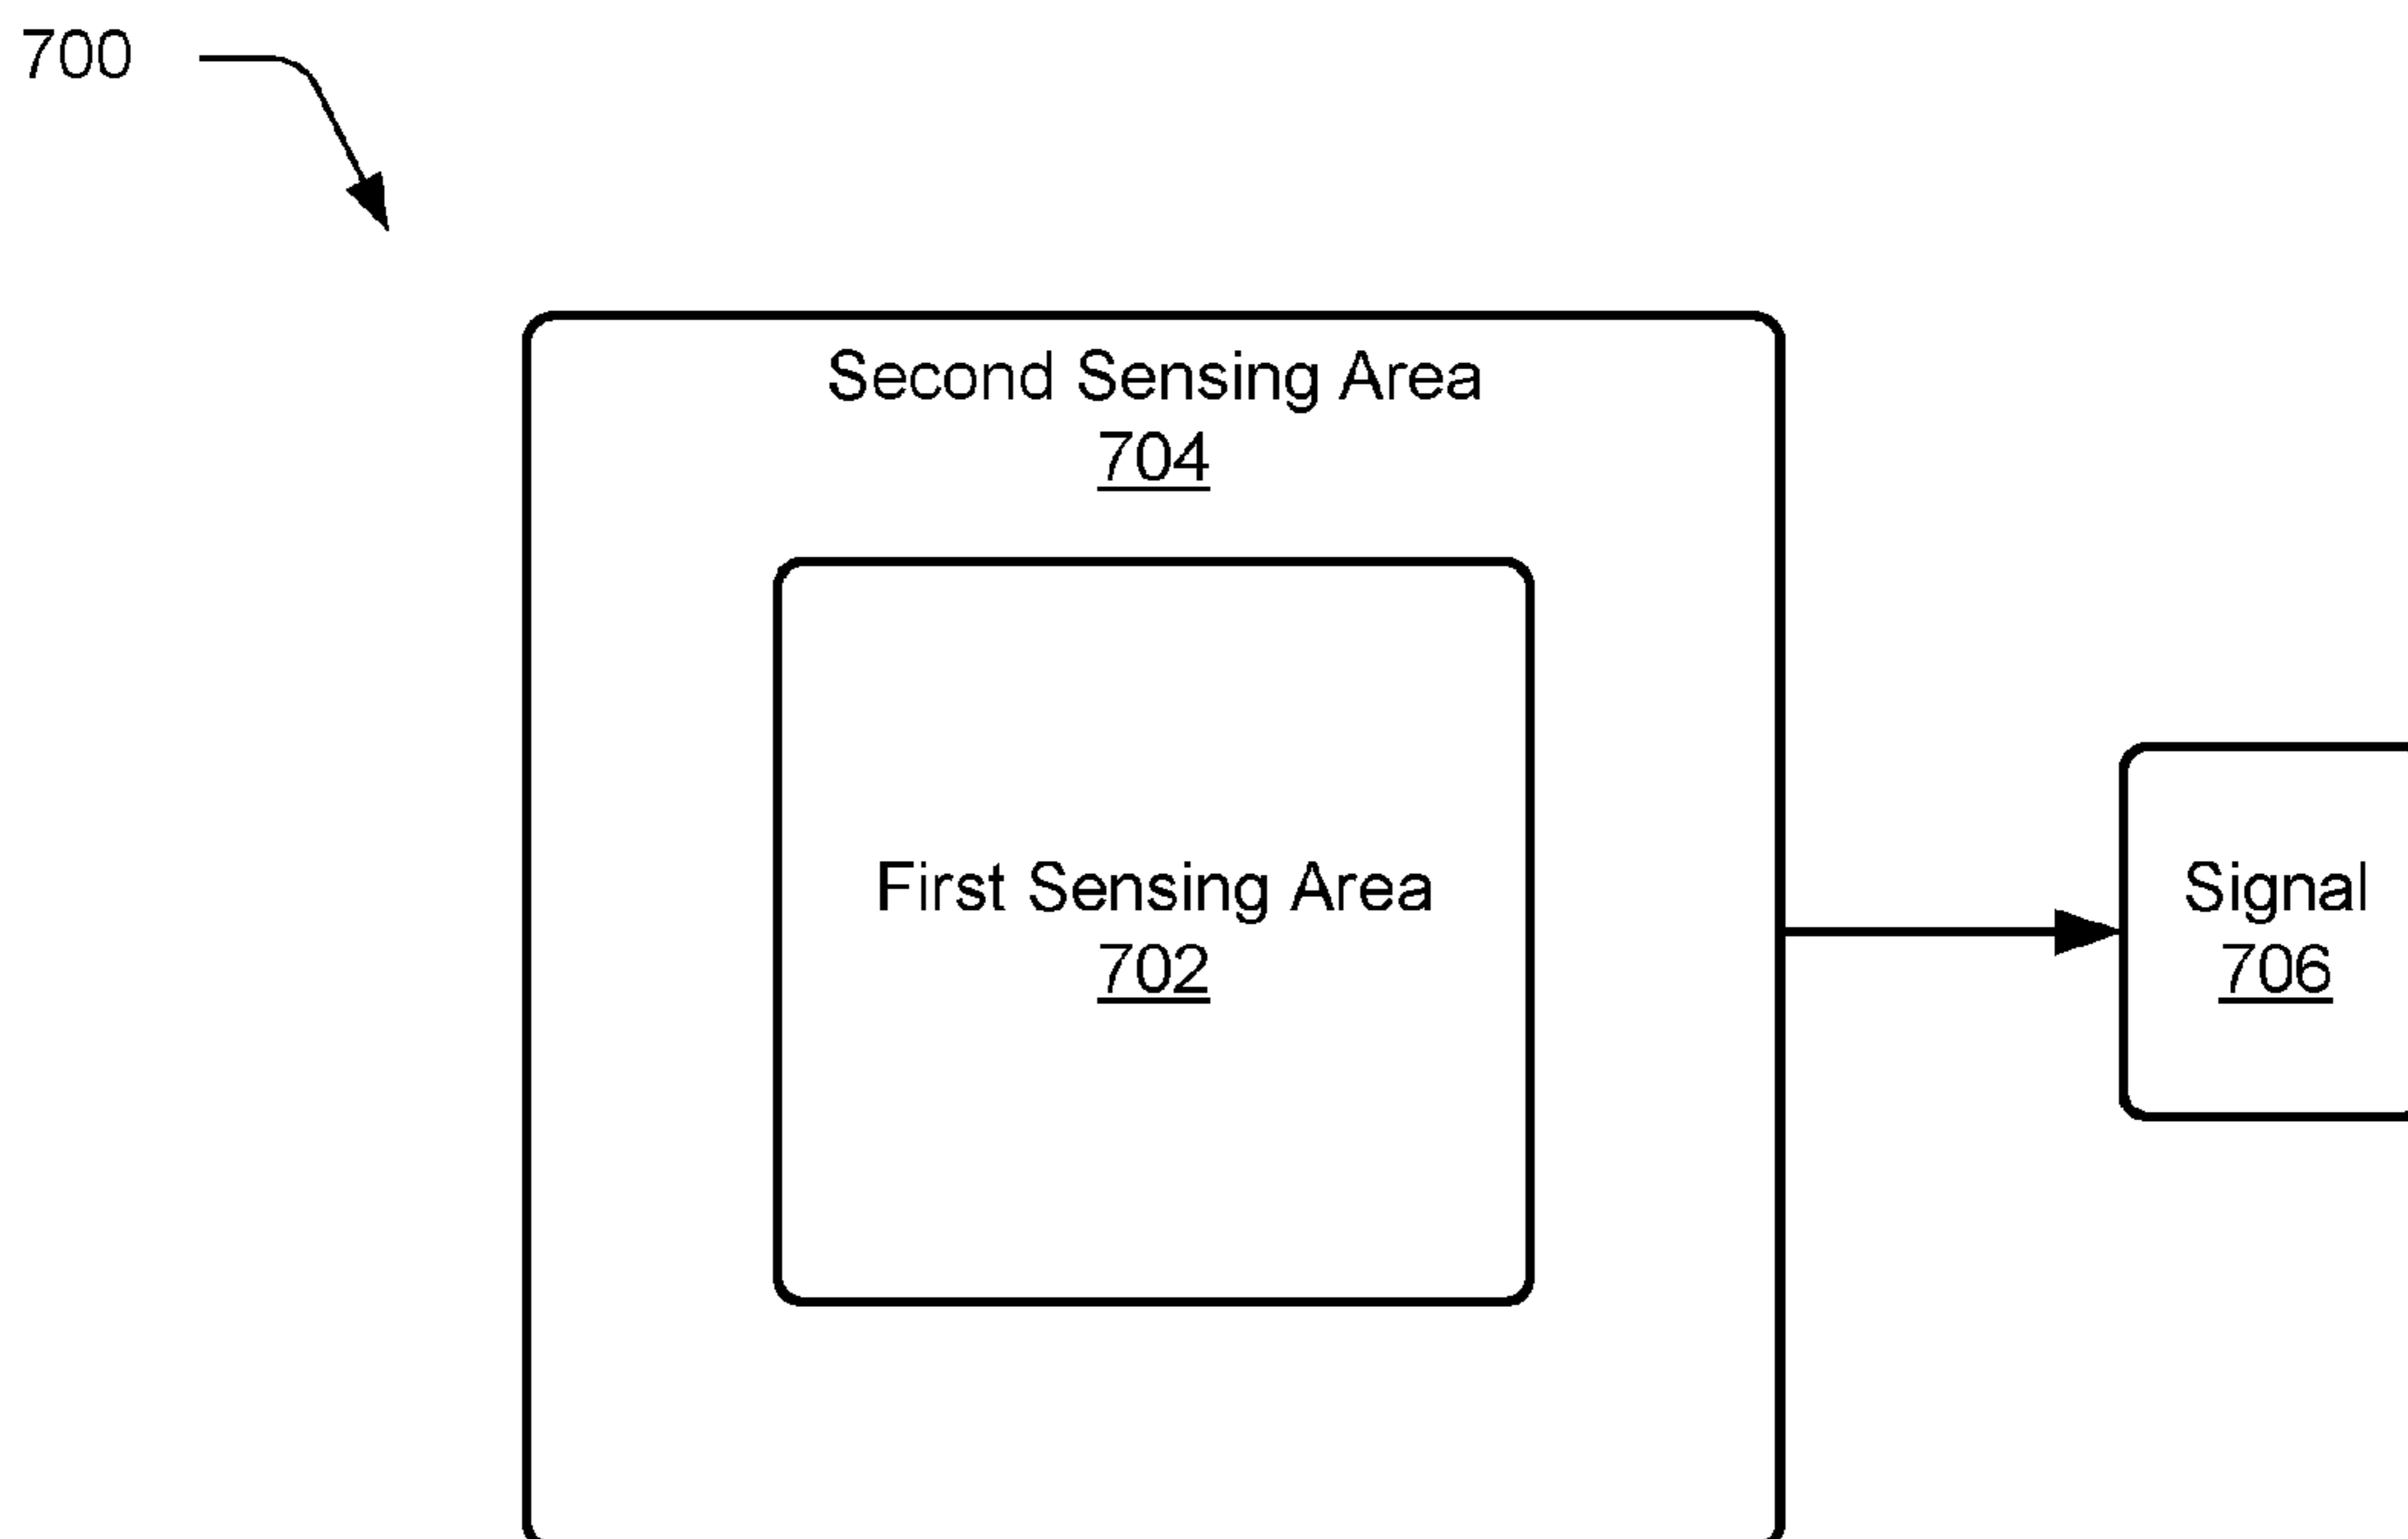 700
Second Sensing Area
704
First Sensing Area
702
Signal
706